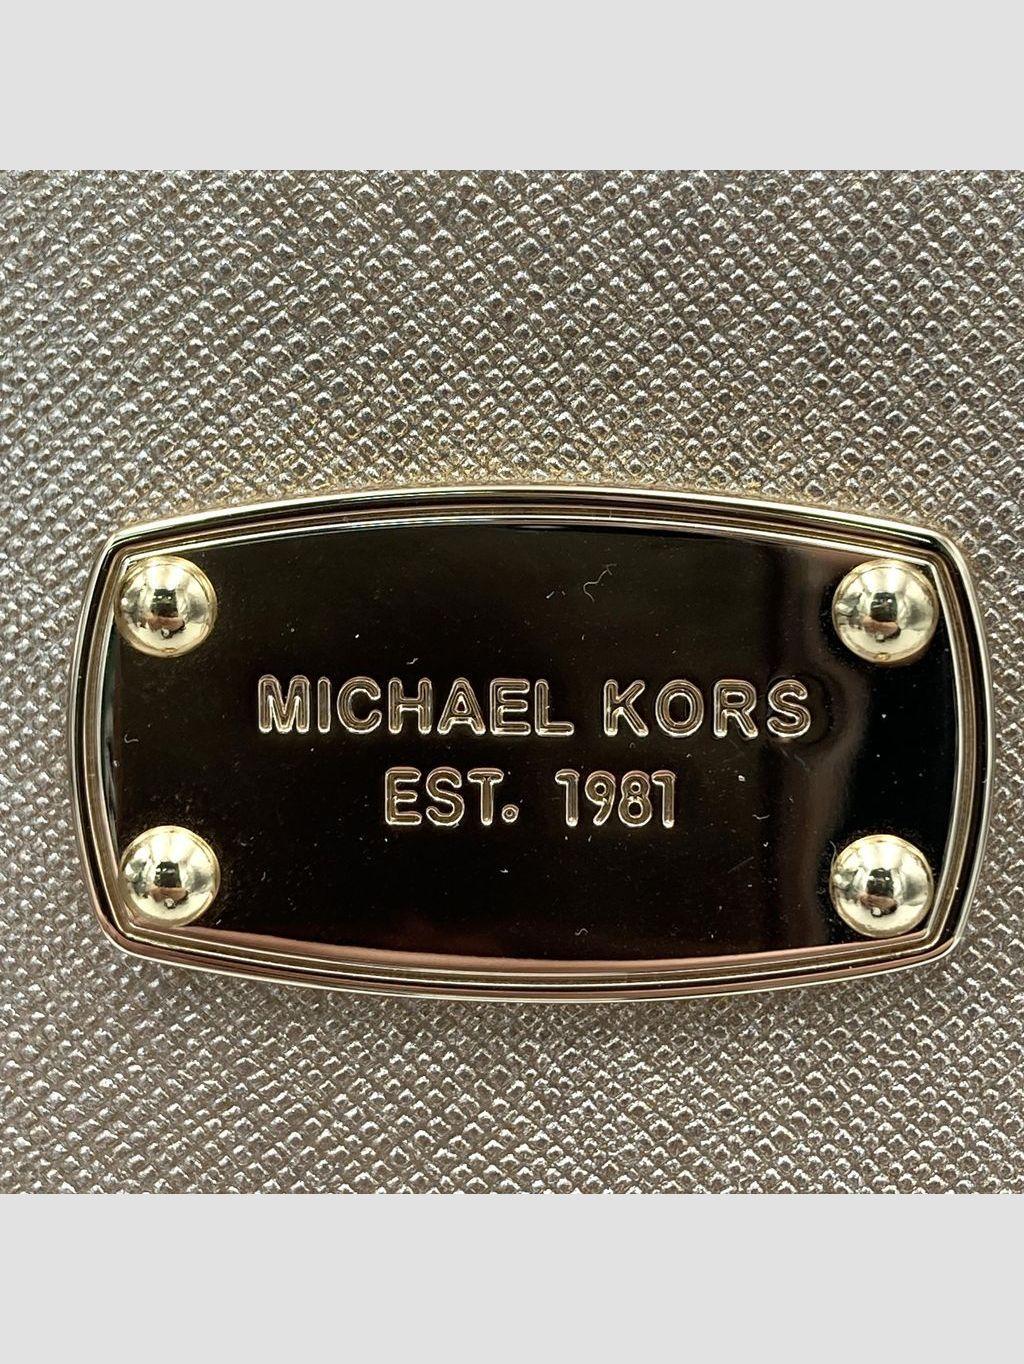 MICHAEL KORS
EST. 1981